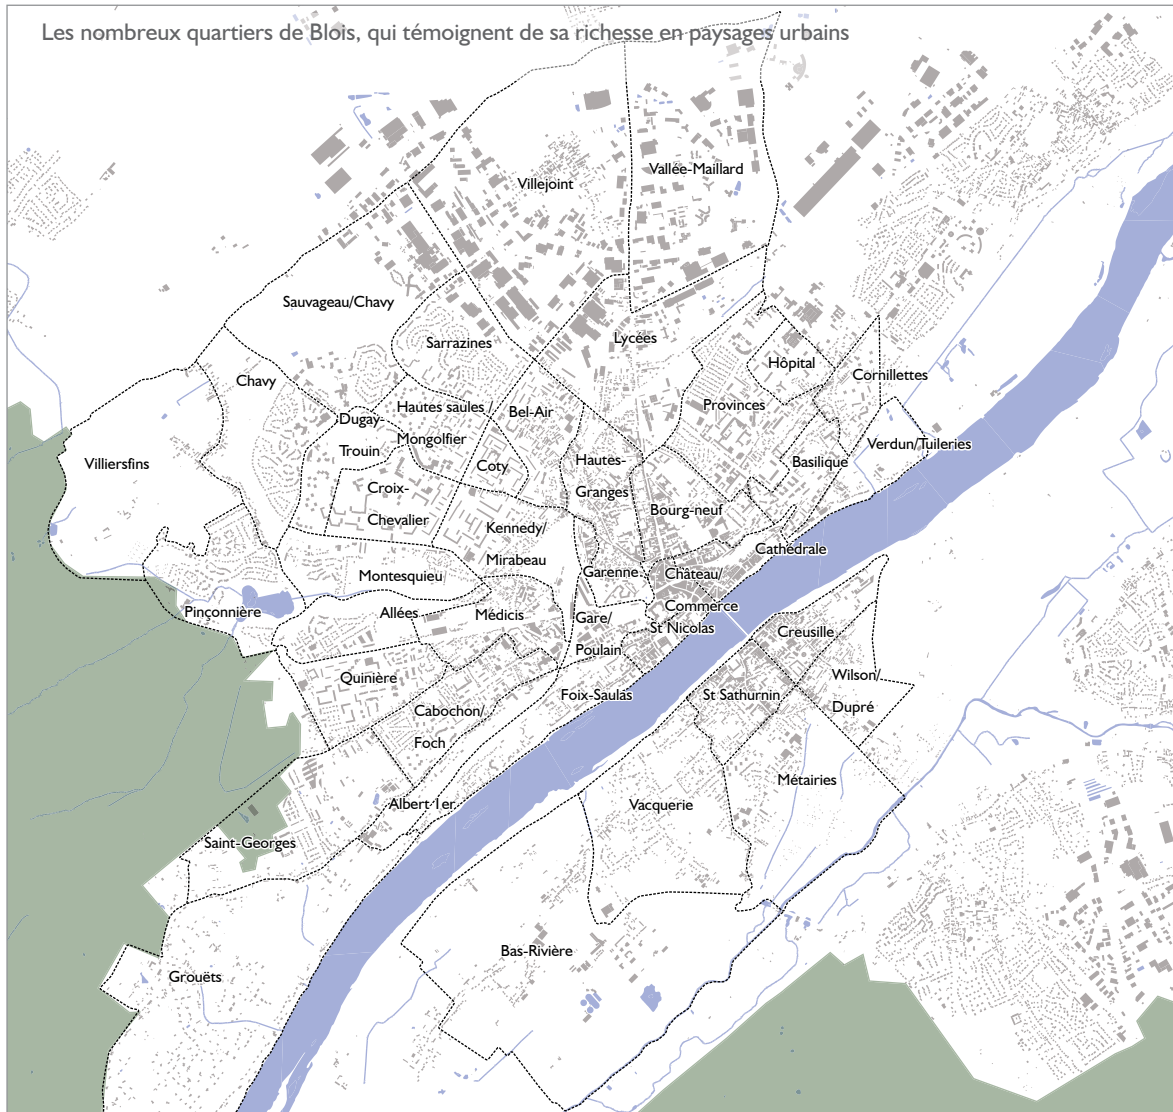 Les nombreux quartiers de Blois, qui témoignent de sa richesse en paysages urbains
Villejoint
Vallée-Maillard
Sauvageau/Chavy
Sarrazines
Lycées
Hôpital
Cornillettes
Chavy
Dugay-
Trouin
Hautes saules /
Mongolfier
Bel-Air
Provinces
Verdun/Tuileries
Villiersfins
Croix-
Chevalier
Coty
Hautes-
Granges
Basilique
Bourg-neuf
Kennedy/
Mirabeau
Cathédrale
Montesquieu
Garenne
Château/
Commerce
Pinçonnière
Allées
Médicis
Gare/
Poulain
St Nicolas
Creusille
Quinière
Foix-Saulas
St Sathurnin
Wilson/
Dupré
Cabochon/
Foch
Métairies
Albert 1er
Vacquerie
Saint-Georges
Bas-Rivière
Grouëts